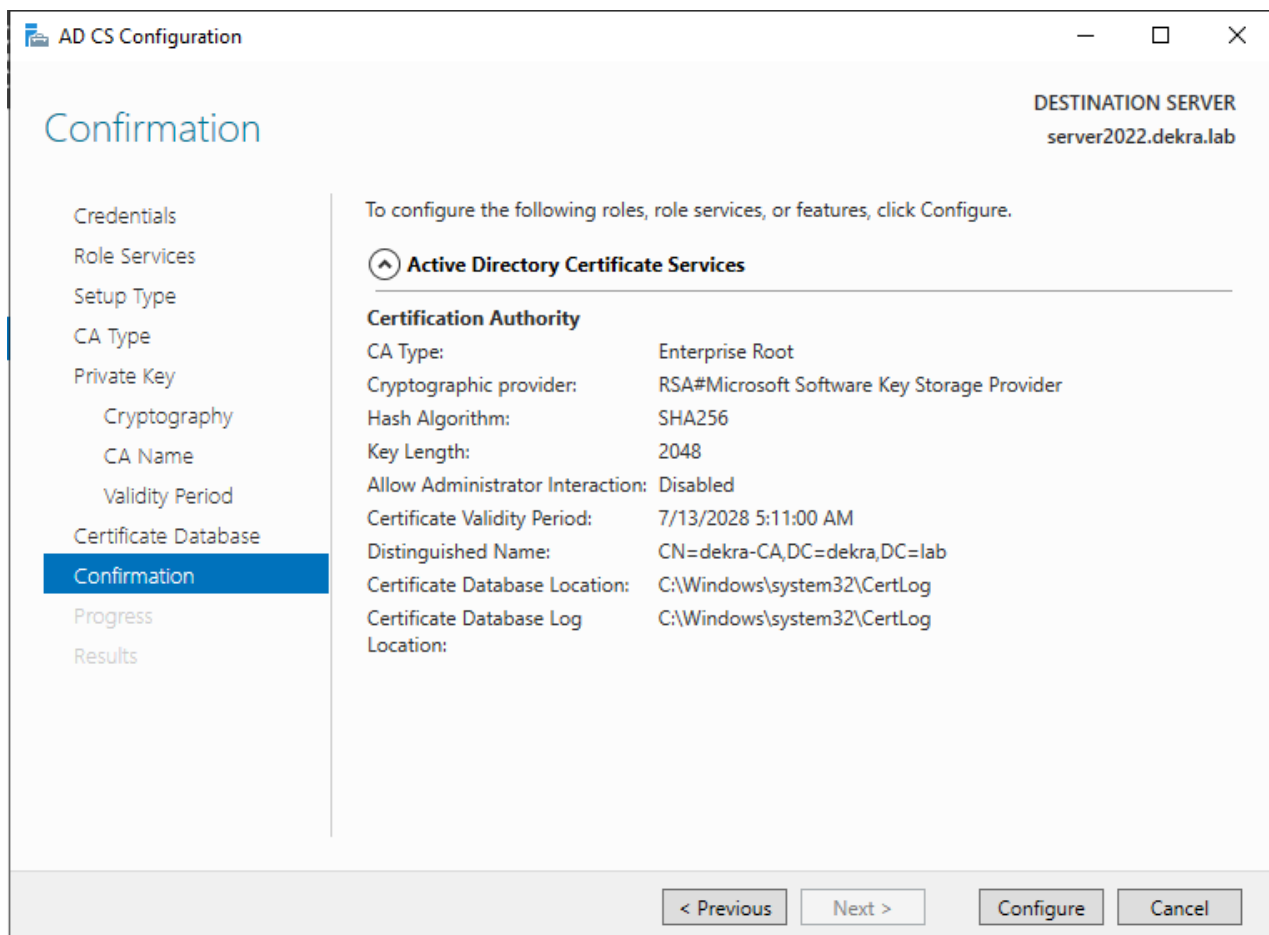 AD CS Configuration
Confirmation
DESTINATION SERVER
server2022.dekra.lab
Credentials
Role Services
Setup Type
CA Type
Private Key
Cryptography
CA Name
Validity Period
Certificate Database
Confirmation
Progress
Results
To configure the following roles, role services, or features, click Configure.
Active Directory Certificate Services
Certification Authority
CA Type: Enterprise Root
Cryptographic provider: RSA#Microsoft Software Key Storage Provider
Hash Algorithm: SHA256
Key Length: 2048
Allow Administrator Interaction: Disabled
Certificate Validity Period: 7/13/2028 5:11:00 AM
Distinguished Name: CN=dekra-CA,DC=dekra,DC=lab
Certificate Database Location: C:\Windows\system32\CertLog
Certificate Database Log C:\Windows\system32\CertLog
Location:
< Previous Next > Configure Cancel